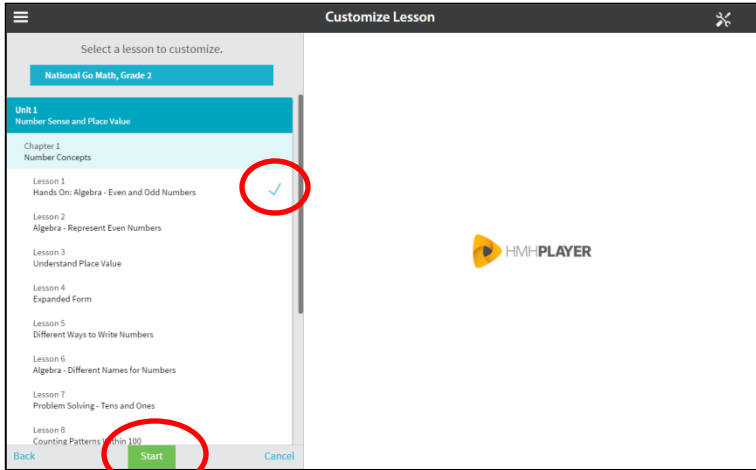 Customize Lesson
Select a lesson to customize.
National Go Math, Grade 2
Unit 1
Number Sense and Place Value
Chapter 1
Number Concepts
Lesson 1
Hands On: Algebra - Even and Odd Numbers
Lesson 2
Algebra - Represent Even Numbers
Lesson 3
Understand Place Value
Lesson 4
Expanded Form
Lesson 5
Different Ways to Write Numbers
Lesson 6
Algebra - Different Names for Numbers
Lesson 7
Problem Solving - Tens and Ones
Lesson 8
Counting Patterns Within 100
Back
Start
Cancel
HMHPLAYER